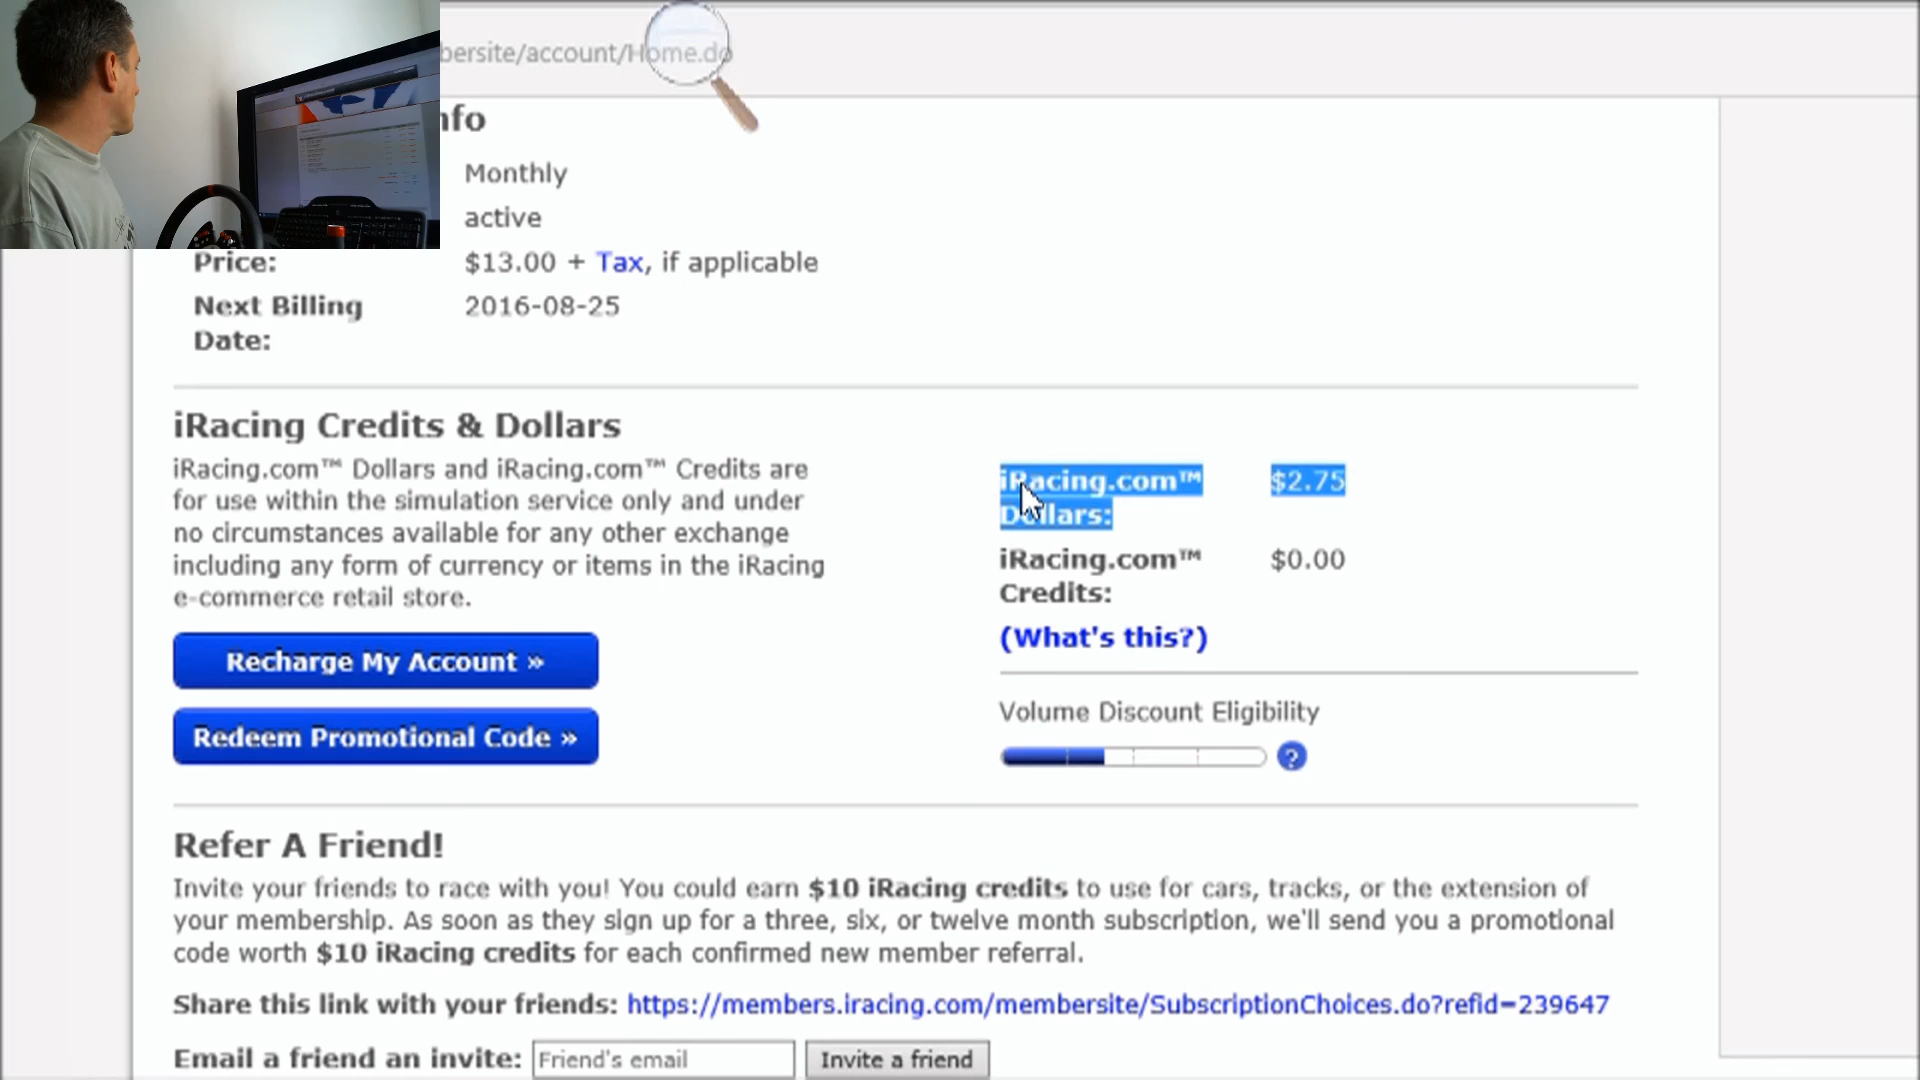 bersite/account/Home.do
nfo
Monthly
active
Price: $13.00 + Tax, if applicable
Next Billing 2016-08-25
Date:
iRacing Credits & Dollars
iRacing.com™ Dollars and iRacing.com™ Credits are
for use within the simulation service only and under
no circumstances available for any other exchange
including any form of currency or items in the iRacing
e-commerce retail store.
Recharge My Account »
Redeem Promotional Code »
iRacing.com™ $2.75
Dollars:
iRacing.com™ $0.00
Credits:
(What's this?)
Volume Discount Eligibility
?
Refer A Friend!
Invite your friends to race with you! You could earn $10 iRacing credits to use for cars, tracks, or the extension of
your membership. As soon as they sign up for a three, six, or twelve month subscription, we'll send you a promotional
code worth $10 iRacing credits for each confirmed new member referral.
Share this link with your friends: https://members.iracing.com/membersite/SubscriptionChoices.do?refid=239647
Email a friend an invite: Friend's email Invite a friend